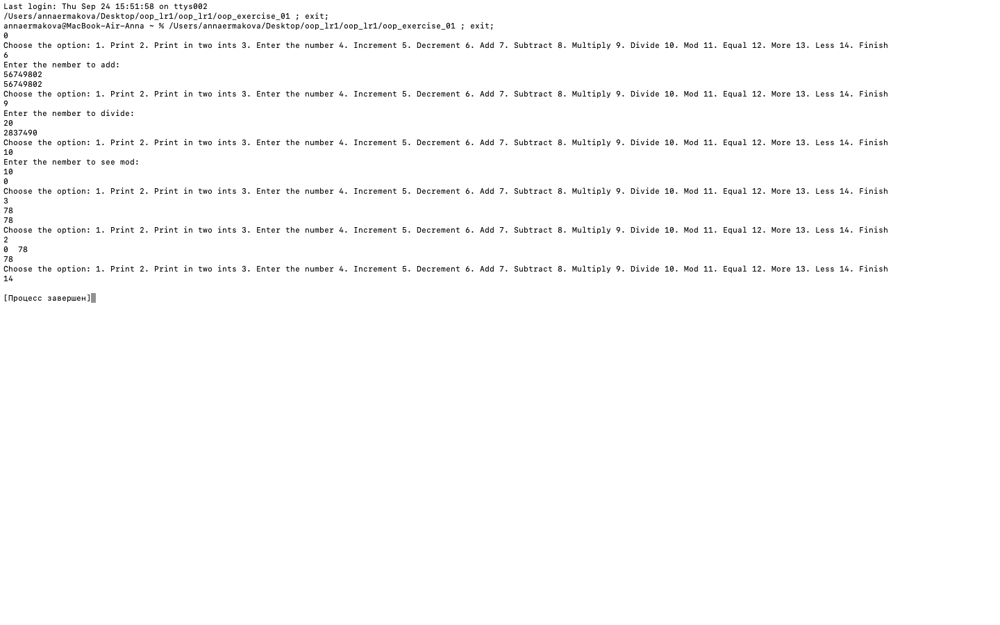 Last login: Thu Sep 24 15:51:58 on ttys002
/Users/annaermakova/Desktop/oop_lr1/oop_lr1/oop_exercise_01 ; exit;
annaermakova@MacBook-Air-Anna ~ % /Users/annaermakova/Desktop/oop_lr1/oop_lr1/oop_exercise_01 ; exit;
0
Choose the option: 1. Print 2. Print in two ints 3. Enter the number 4. Increment 5. Decrement 6. Add 7. Subtract 8. Multiply 9. Divide 10. Mod 11. Equal 12. More 13. Less 14. Finish
6
Enter the nember to add:
56749802
56749802
Choose the option: 1. Print 2. Print in two ints 3. Enter the number 4. Increment 5. Decrement 6. Add 7. Subtract 8. Multiply 9. Divide 10. Mod 11. Equal 12. More 13. Less 14. Finish
9
Enter the nember to divide:
20
2837490
Choose the option: 1. Print 2. Print in two ints 3. Enter the number 4. Increment 5. Decrement 6. Add 7. Subtract 8. Multiply 9. Divide 10. Mod 11. Equal 12. More 13. Less 14. Finish
10
Enter the nember to see mod:
10
0
Choose the option: 1. Print 2. Print in two ints 3. Enter the number 4. Increment 5. Decrement 6. Add 7. Subtract 8. Multiply 9. Divide 10. Mod 11. Equal 12. More 13. Less 14. Finish
3
78
78
Choose the option: 1. Print 2. Print in two ints 3. Enter the number 4. Increment 5. Decrement 6. Add 7. Subtract 8. Multiply 9. Divide 10. Mod 11. Equal 12. More 13. Less 14. Finish
2
0  78
78
Choose the option: 1. Print 2. Print in two ints 3. Enter the number 4. Increment 5. Decrement 6. Add 7. Subtract 8. Multiply 9. Divide 10. Mod 11. Equal 12. More 13. Less 14. Finish
14
[Процесс завершен]